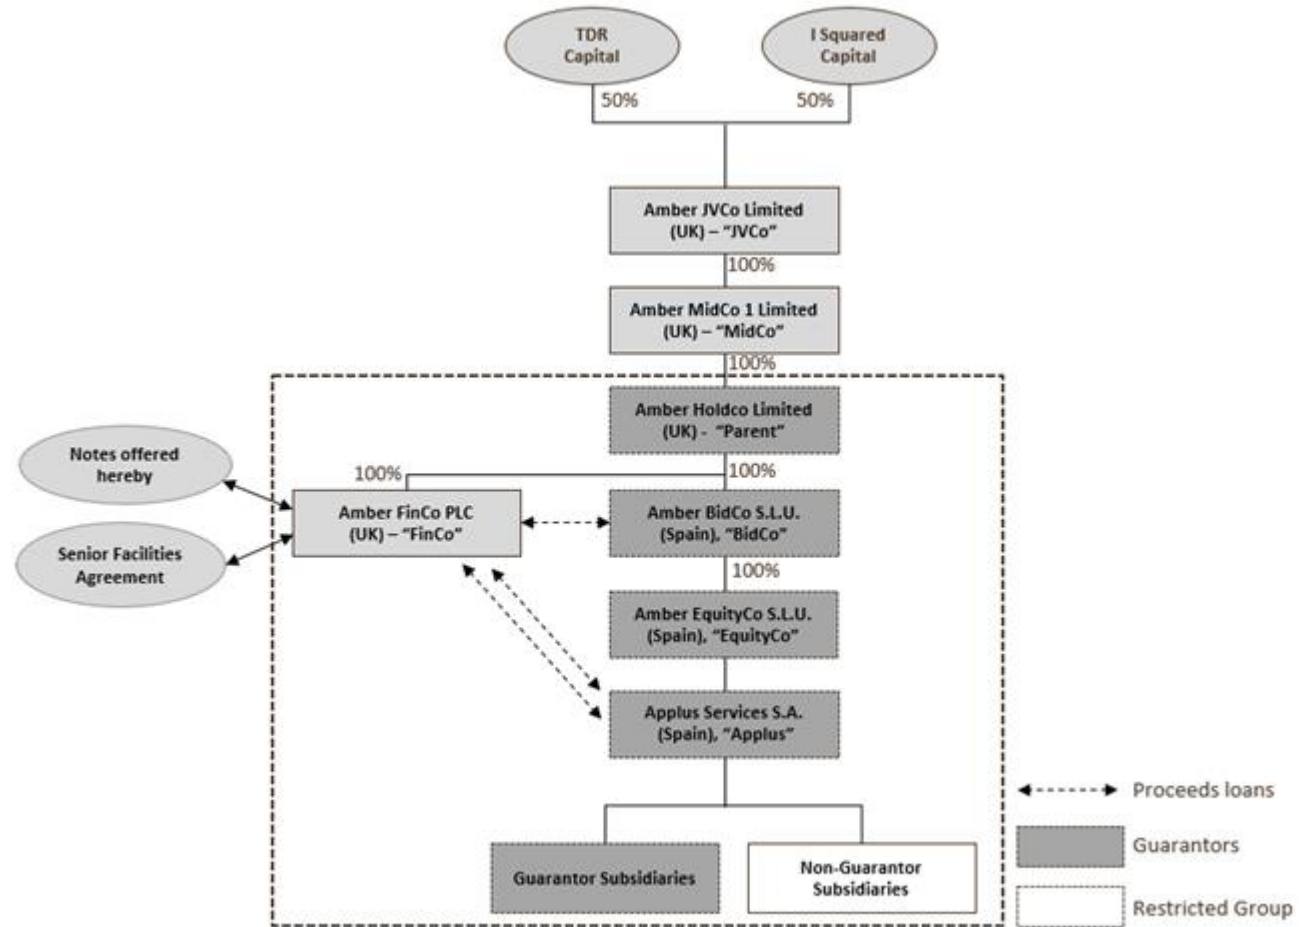 TDR
Capital
I Squared
Capital
50%
50%
Amber JVCo Limited
(UK) – “JVCo”
100%
Amber MidCo 1 Limited
(UK) – “MidCo”
100%
Amber Holdco Limited
(UK) - “Parent”
Notes offered
hereby
100%
100%
Amber FinCo PLC
(UK) – “FinCo”
Amber BidCo S.L.U.
(Spain), “BidCo”
Senior Facilities
Agreement
100%
Amber EquityCo S.L.U.
(Spain), “EquityCo”
Applus Services S.A.
(Spain), “Applus”
Proceeds loans
Guarantors
Guarantor Subsidiaries
Non-Guarantor
Subsidiaries
Restricted Group